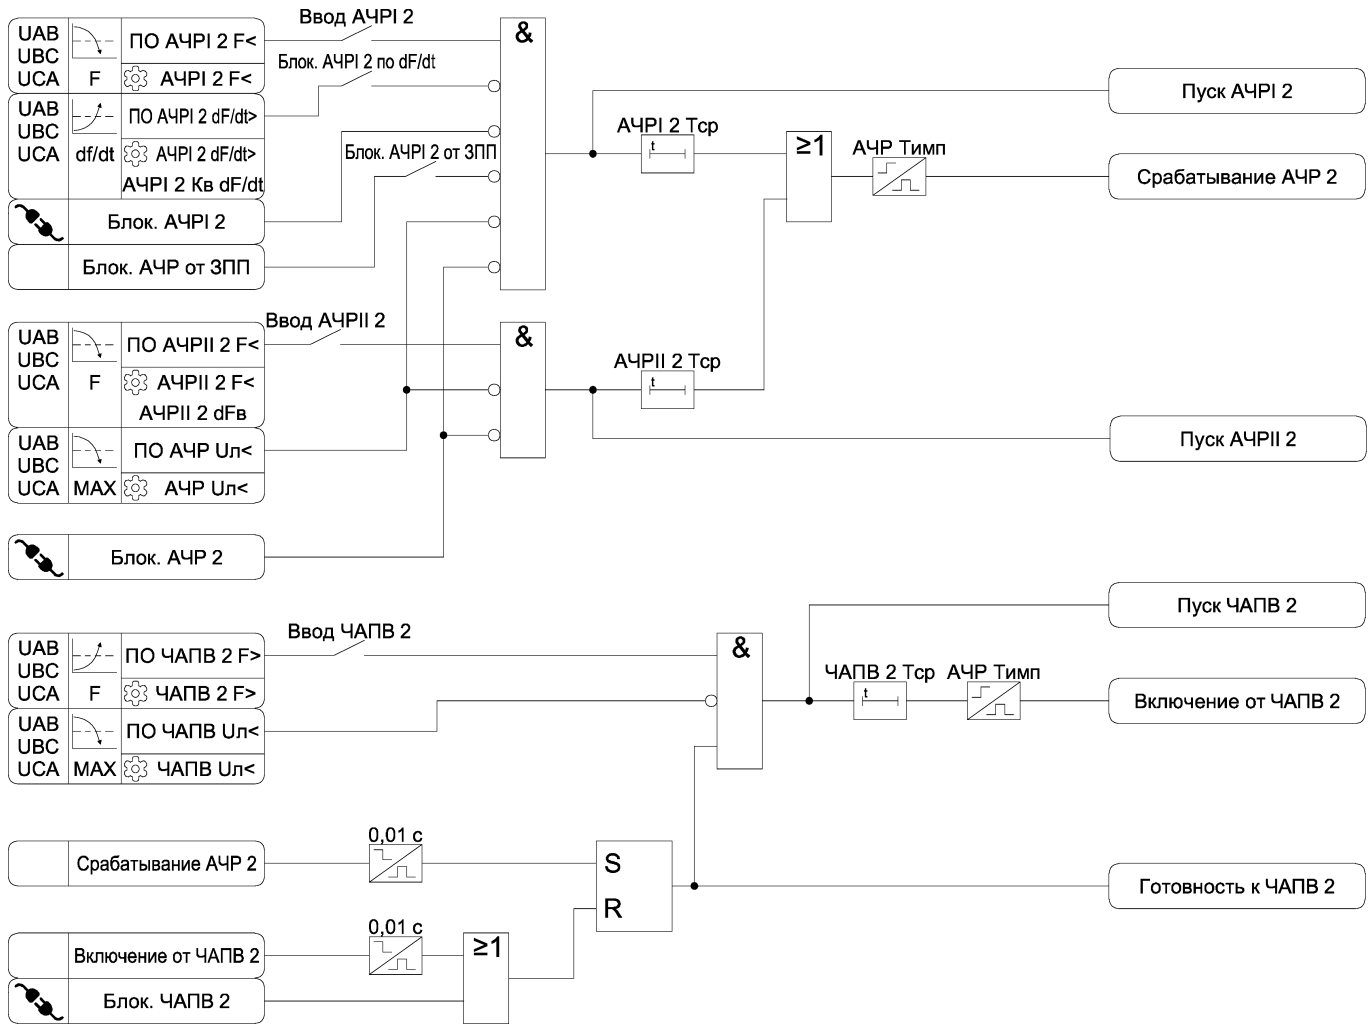 Ввод АЧРI 2
UAB
UBC
UCA
F
ПО АЧРI 2 F<
АЧРI 2 F<
&
Блок. АЧРI 2 по dF/dt
UAB
UBC
UCA
df/dt
ПО АЧРI 2 dF/dt>
АЧРI 2 dF/dt>
АЧРI 2 Кв dF/dt
Пуск АЧРI 2
АЧРI 2 Тср
t
≥1
АЧР Тимп
Срабатывание АЧР 2
Блок. АЧРI 2 от ЗПП
Блок. АЧРI 2
Блок. АЧР от ЗПП
Ввод АЧРII 2
UAB
UBC
UCA
F
ПО АЧРII 2 F<
АЧРII 2 F<
АЧРII 2 dFв
&
АЧРII 2 Тср
t
Пуск АЧРII 2
UAB
UBC
UCA
MAX
ПО АЧР Uл<
АЧР Uл<
Блок. АЧР 2
Пуск ЧАПВ 2
Ввод ЧАПВ 2
UAB
UBC
UCA
F
ПО ЧАПВ 2 F>
ЧАПВ 2 F>
&
ЧАПВ 2 Тср
t
АЧР Тимп
Включение от ЧАПВ 2
UAB
UBC
UCA
MAX
ПО ЧАПВ Uл<
ЧАПВ Uл<
0,01 с
Срабатывание АЧР 2
S
R
Готовность к ЧАПВ 2
0,01 с
Включение от ЧАПВ 2
≥1
Блок. ЧАПВ 2